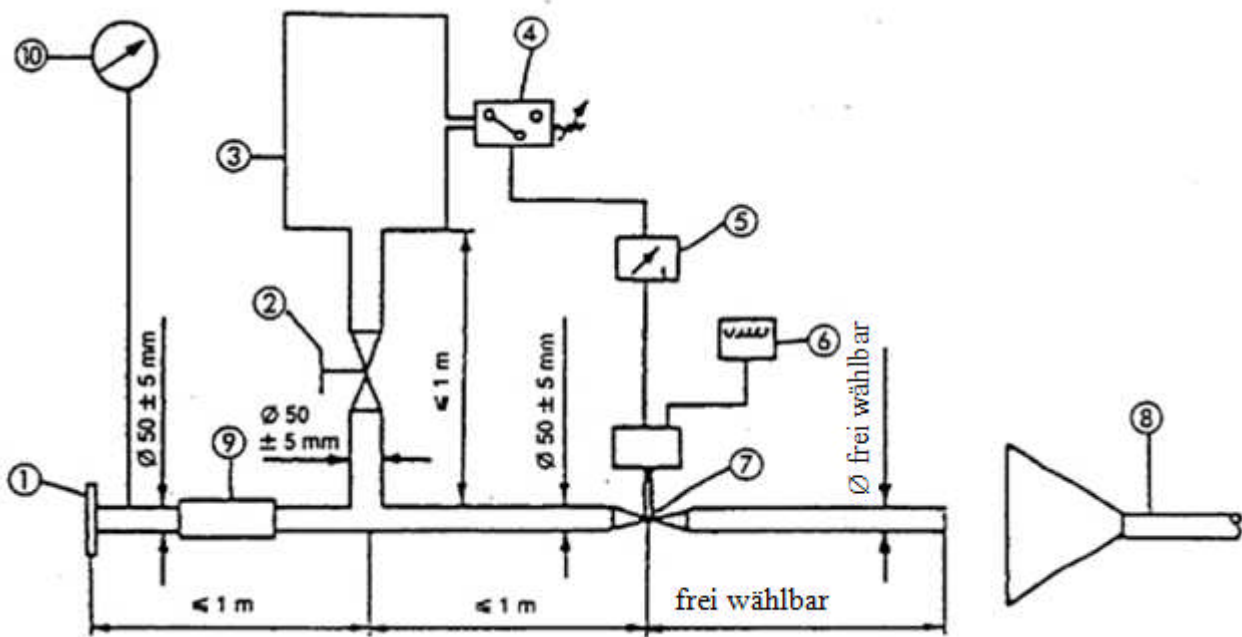 10
4
3
5
2
6
Ø 50 ± 5 mm
Ø 50
± 5 mm
≤ 1 m
Ø 50 ± 5 mm
Ø frei wählbar
9
8
1
7
≤ 1 m
≤ 1 m
frei wählbar